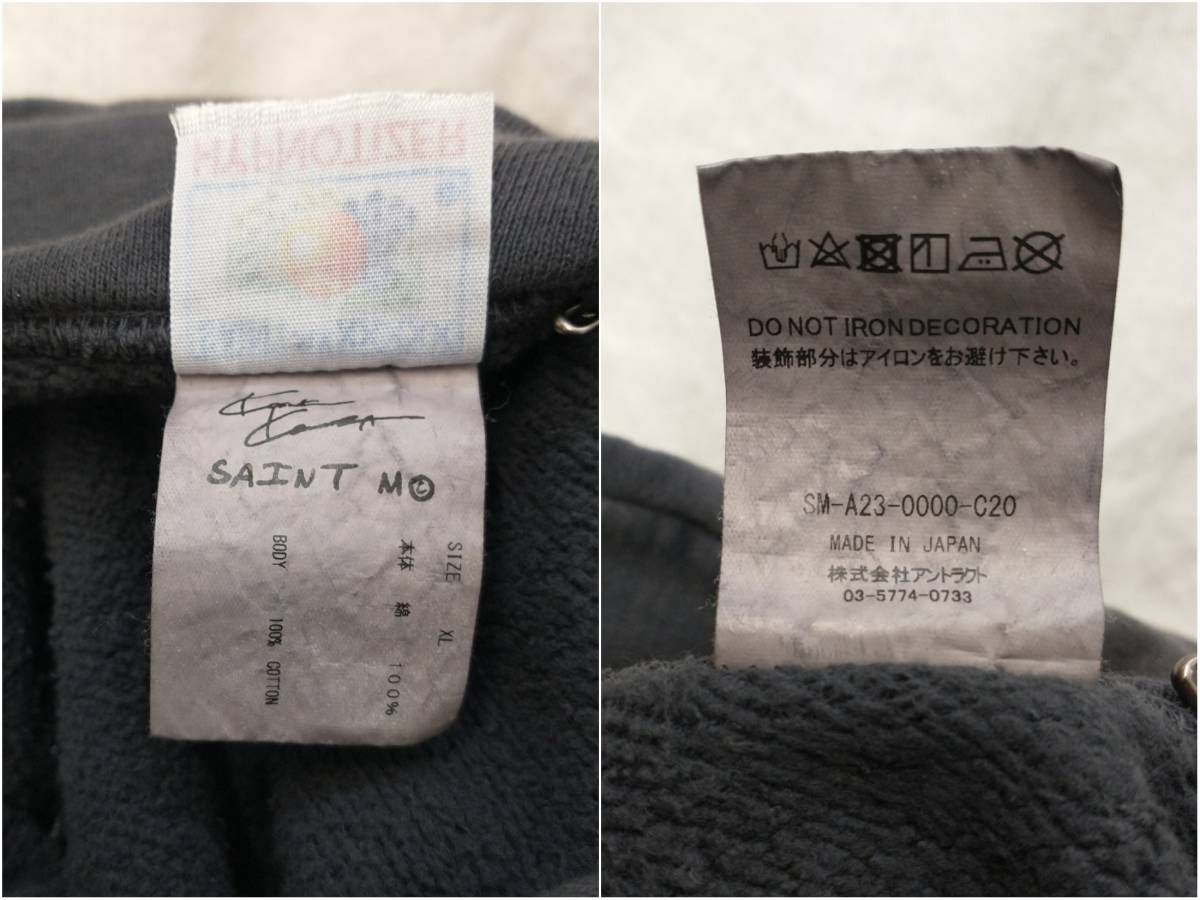 HYPNOTIZER
SAINT M©
SIZE XL
本体 綿 100%
BODY 100% COTTON
DO NOT IRON DECORATION
装飾部分はアイロンをお避け下さい。
SM-A23-0000-C20
MADE IN JAPAN
株式会社アントラクト
03-5774-0733